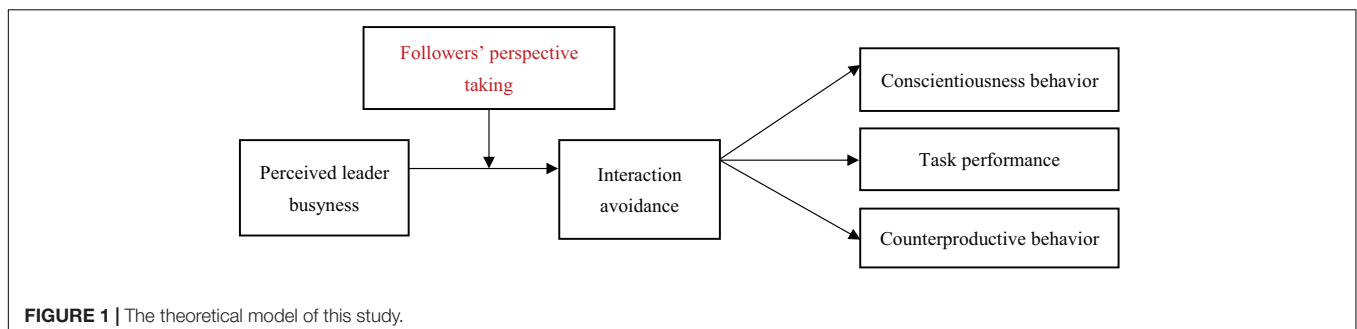 Followers' perspective
taking
Conscientiousness behavior
Perceived leader
busyness
Interaction
avoidance
Task performance
Counterproductive behavior
FIGURE 1 | The theoretical model of this study.